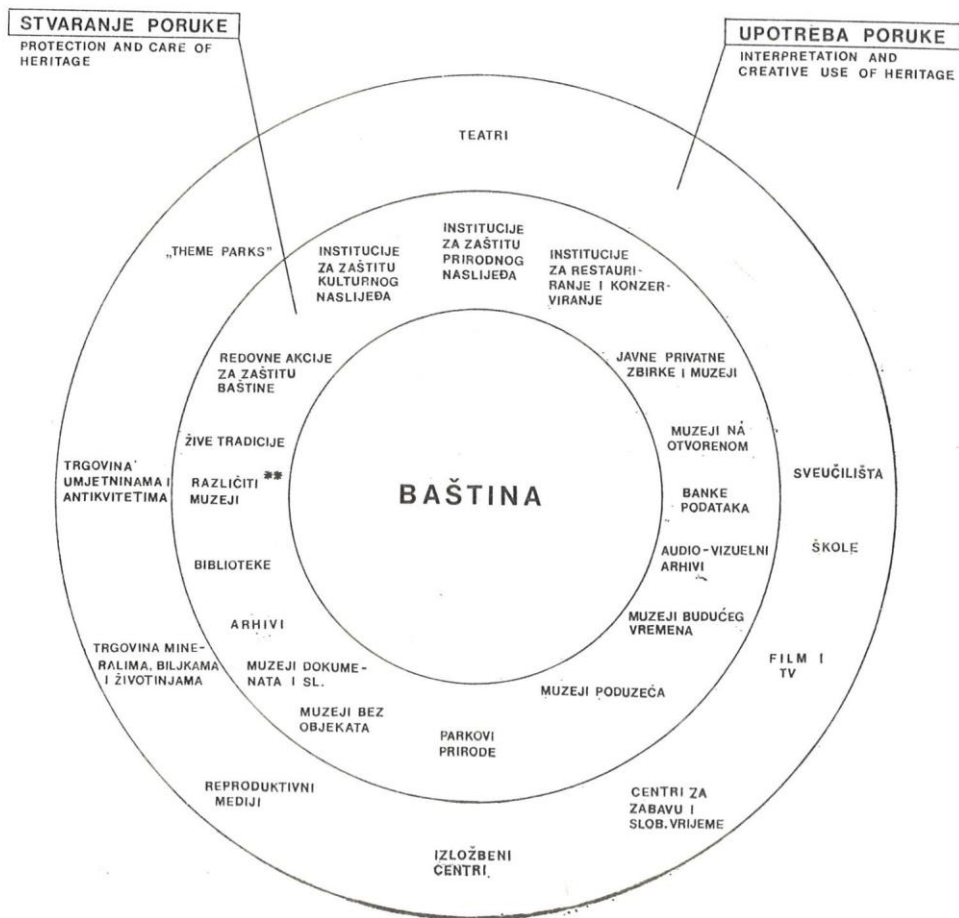 STVARANJE PORUKE
PROTECTION AND CARE OF
HERITAGE
UPOTREBA PORUKE
INTERPRETATION AND
CREATIVE USE OF HERITAGE
TEATRI
„THEME PARKS”
INSTITUCIJE
ZA ZAŠTITU
KULTURNOG
NASLIJEĐA
INSTITUCIJE
ZA ZAŠTITU
PRIRODNOG
NASLIJEĐA
INSTITUCIJE
ZA RESTAURI-
RANJE I KONZER-
VIRANJE
REDOVNE AKCIJE
ZA ZAŠTITU
BAŠTINE
JAVNE PRIVATNE
ZBIRKE I MUZEJI
ŽIVE TRADICIJE
MUZEJI NA
OTVORENOM
TRGOVINA
UMJETNINAMA I
ANTIKVITETIMA
RAZLIČITI **
MUZEJI
BAŠTINA
BANKE
PODATAKA
SVEUČILIŠTA
ŠKOLE
BIBLIOTEKE
AUDIO-VIZUELNI
ARHIVI
ARHIVI
MUZEJI BUDUĆEG
VREMENA
TRGOVINA MINE-
RALIMA, BILJKAMA
I ŽIVOTINJAMA
MUZEJI DOKUME-
NATA I SL.
FILM I
TV
MUZEJI PODUZEĆA
MUZEJI BEZ
OBJEKATA
PARKOVI
PRIRODE
REPRODUKTIVNI
MEDIJI
CENTRI ZA
ZABAVU I
SLOB. VRIJEME
IZLOŽBENI
CENTRI